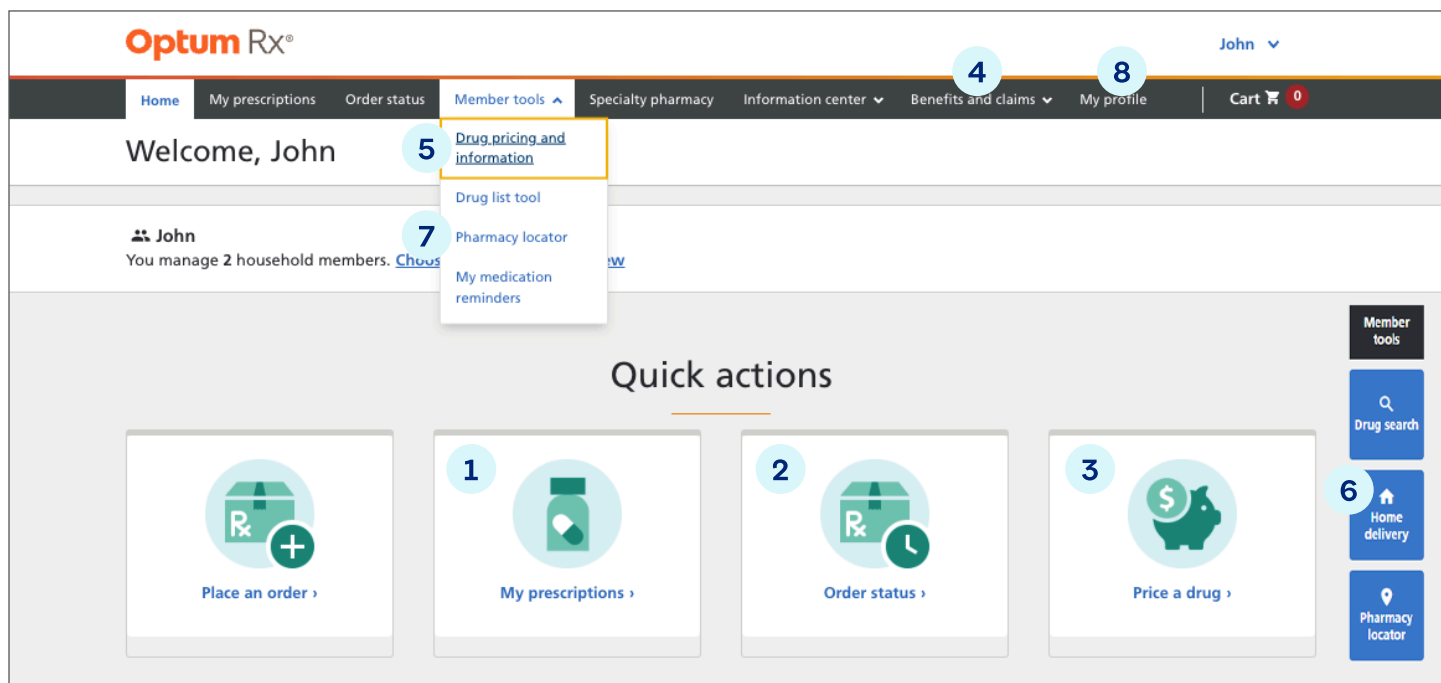 Optum Rx®
John
4
8
Home My prescriptions Order status Member tools Specialty pharmacy Information center Benefits and claims My profile Cart 0
Welcome, John
5
Drug pricing and
information
Drug list tool
7
Pharmacy locator
My medication
reminders
John
You manage 2 household members.
Member
tools
Quick actions
Drug search
6
Home
delivery
Pharmacy
locator
Rx
Place an order ›
1
My prescriptions ›
2
Rx
Order status ›
3
$
Price a drug ›